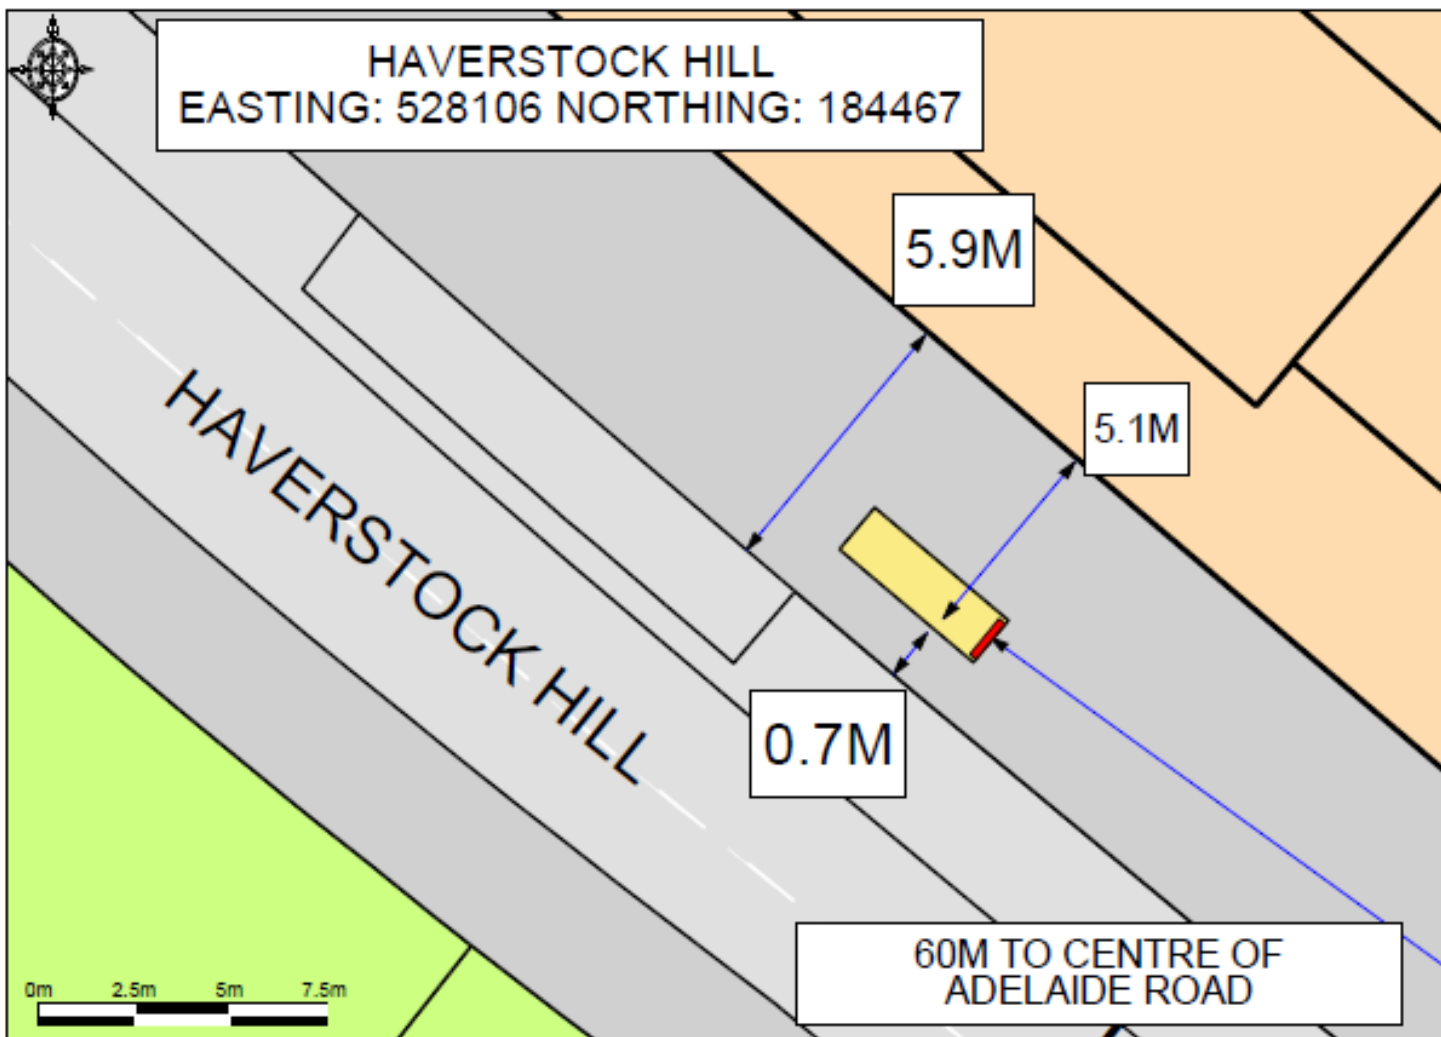 HAVERSTOCK HILL
EASTING: 528106 NORTHING: 184467
5.9M
5.1M
HAVERSTOCK HILL
0.7M
60M TO CENTRE OF
ADELAIDE ROAD
0m 2.5m 5m 7.5m